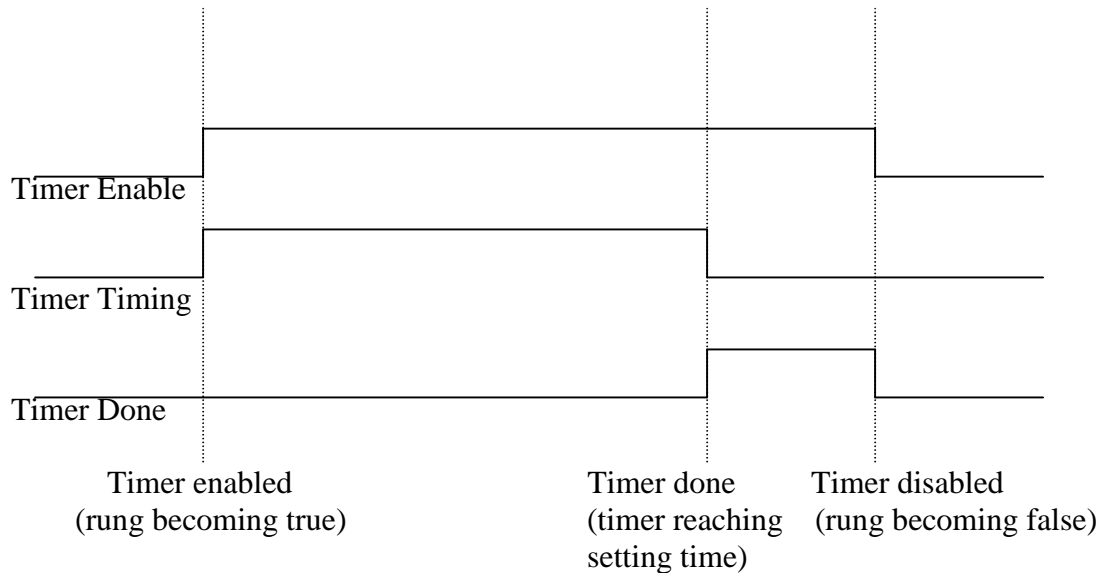 Timer Enable
Timer Timing
Timer Done
Timer enabled
(rung becoming true)
Timer done
(timer reaching
setting time)
Timer disabled
(rung becoming false)